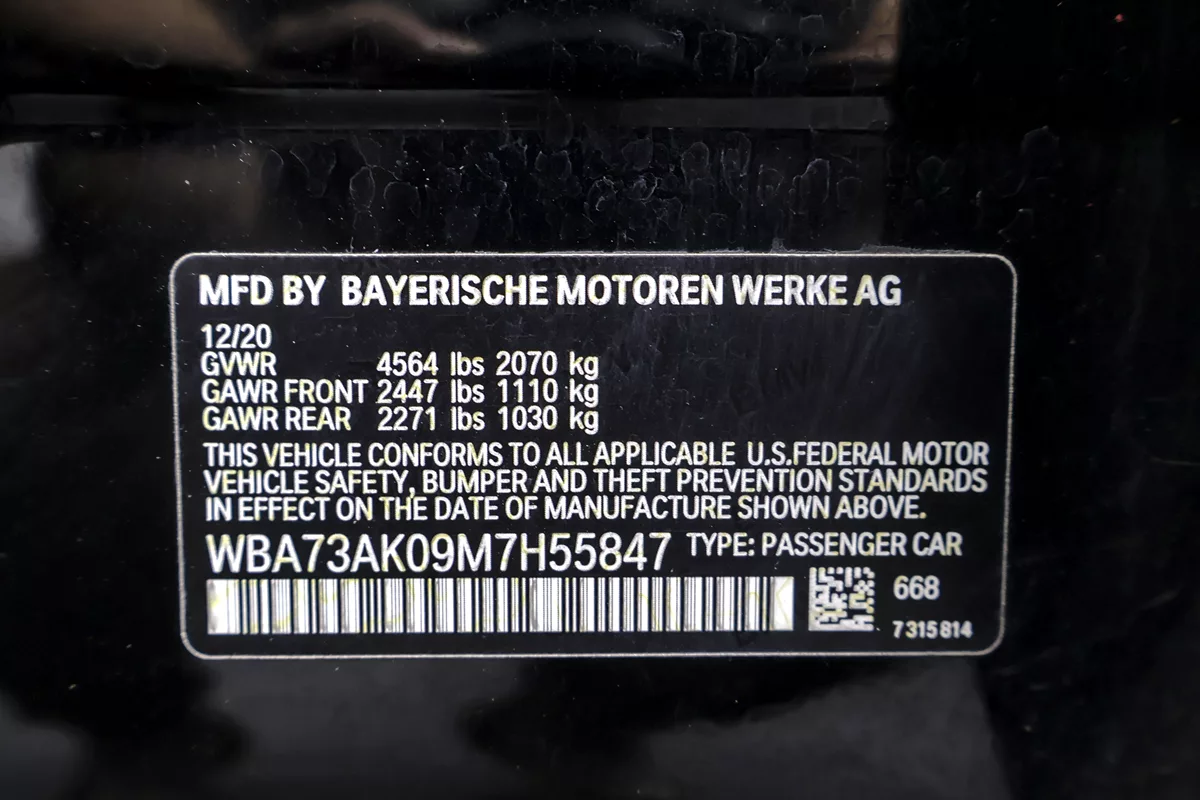 MFD BY BAYERISCHE MOTOREN WERKE AG
12/20
GVWR 4564 lbs 2070 kg
GAWR FRONT 2447 lbs 1110 kg
GAWR REAR 2271 lbs 1030 kg
THIS VEHICLE CONFORMS TO ALL APPLICABLE U.S.FEDERAL MOTOR
VEHICLE SAFETY, BUMPER AND THEFT PREVENTION STANDARDS
IN EFFECT ON THE DATE OF MANUFACTURE SHOWN ABOVE.
WBA73AK09M7H55847 TYPE: PASSENGER CAR
668
7315814